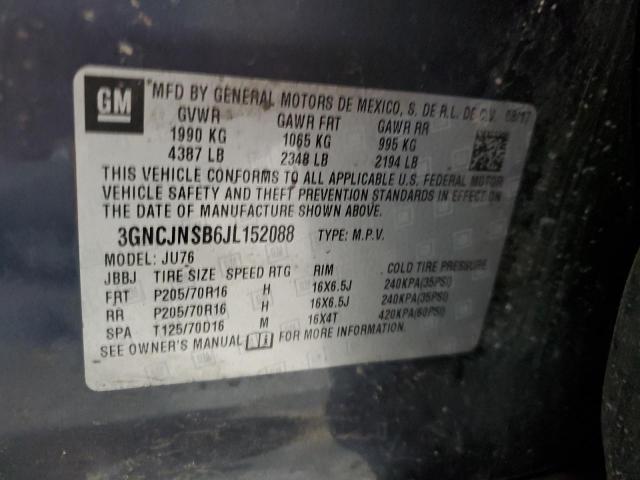 GM
MFD BY GENERAL MOTORS DE MEXICO, S. DE R.L. DE C.V. 08/17
GVWR GAWR FRT GAWR RR
1990 KG 1065 KG 995 KG
4387 LB 2348 LB 2194 LB
THIS VEHICLE CONFORMS TO ALL APPLICABLE U.S. FEDERAL MOTOR
VEHICLE SAFETY AND THEFT PREVENTION STANDARDS IN EFFECT ON
THE DATE OF MANUFACTURE SHOWN ABOVE.
3GNCJNSB6JL152088 TYPE: M.P.V.
MODEL: JU76
JBBJ TIRE SIZE SPEED RTG RIM COLD TIRE PRESSURE
FRT P205/70R16 H 16X6.5J 240KPA(35PSI)
RR P205/70R16 H 16X6.5J 240KPA(35PSI)
SPA T125/70D16 M 16X4T 420KPA(60PSI)
SEE OWNER'S MANUAL FOR MORE INFORMATION.